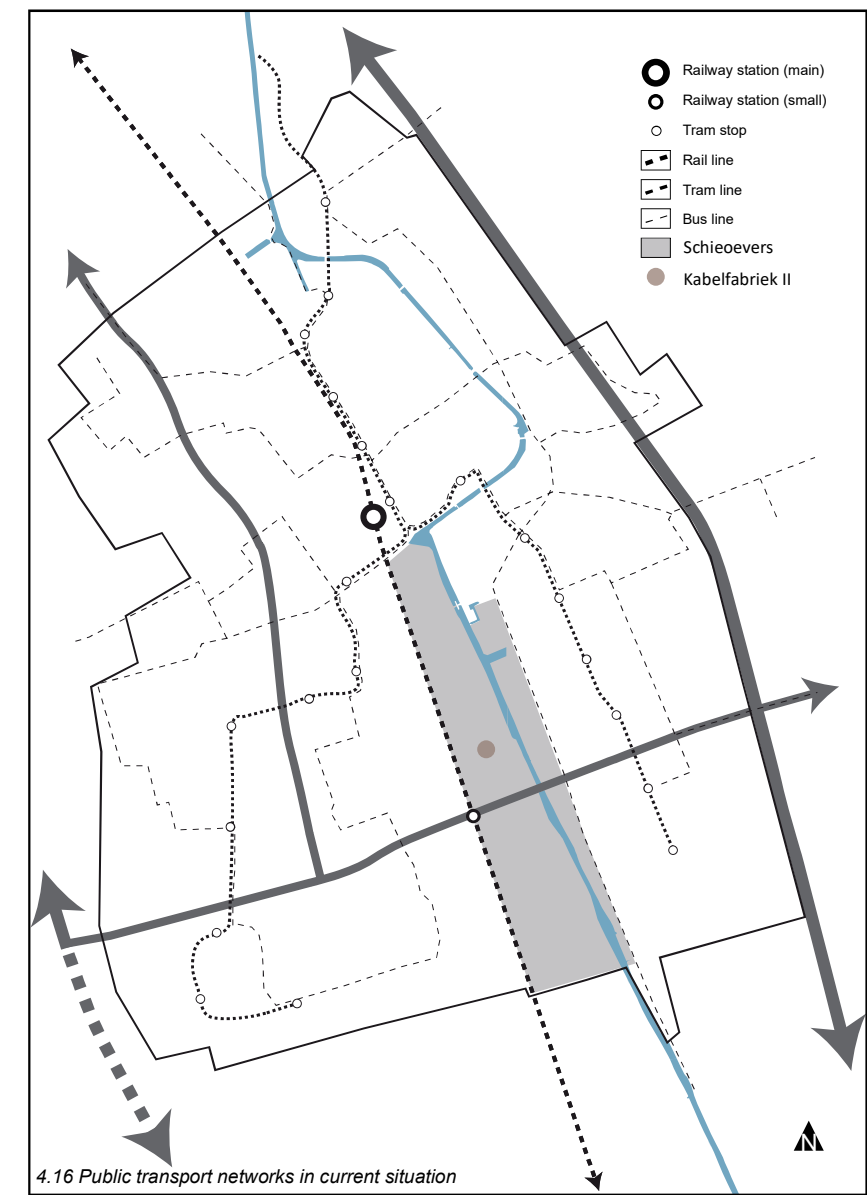 Railway station (main)
Railway station (small)
Tram stop
Rail line
Tram line
Bus line
Schieoevers
Kabelfabriek II
N
4.16 Public transport networks in current situation